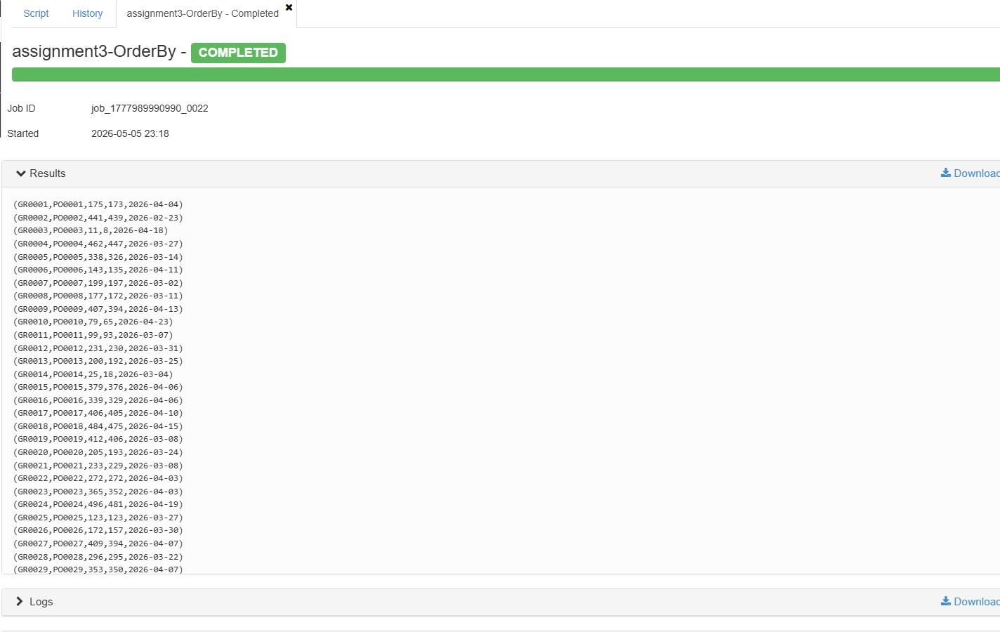 Script History assignment3-OrderBy - Completed ✖
assignment3-OrderBy - COMPLETED
Job ID job_1777989990990_0022
Started 2026-05-05 23:18
Results Download
(GR0001,PO0001,175,173,2026-04-04)
(GR0002,PO0002,441,439,2026-02-23)
(GR0003,PO0003,11,8,2026-04-18)
(GR0004,PO0004,462,447,2026-03-27)
(GR0005,PO0005,338,326,2026-03-14)
(GR0006,PO0006,143,135,2026-04-11)
(GR0007,PO0007,199,197,2026-03-02)
(GR0008,PO0008,177,172,2026-03-11)
(GR0009,PO0009,407,394,2026-04-13)
(GR0010,PO0010,79,65,2026-04-23)
(GR0011,PO0011,99,93,2026-03-07)
(GR0012,PO0012,231,230,2026-03-31)
(GR0013,PO0013,200,192,2026-03-25)
(GR0014,PO0014,25,18,2026-03-04)
(GR0015,PO0015,379,376,2026-04-06)
(GR0016,PO0016,339,329,2026-04-06)
(GR0017,PO0017,406,405,2026-04-10)
(GR0018,PO0018,484,475,2026-04-15)
(GR0019,PO0019,412,406,2026-03-08)
(GR0020,PO0020,205,193,2026-03-24)
(GR0021,PO0021,233,229,2026-03-08)
(GR0022,PO0022,272,272,2026-04-03)
(GR0023,PO0023,365,352,2026-04-03)
(GR0024,PO0024,496,481,2026-04-19)
(GR0025,PO0025,123,123,2026-03-27)
(GR0026,PO0026,172,157,2026-03-30)
(GR0027,PO0027,409,394,2026-04-07)
(GR0028,PO0028,296,295,2026-03-22)
(GR0029,PO0029,353,350,2026-04-07)
Logs Download